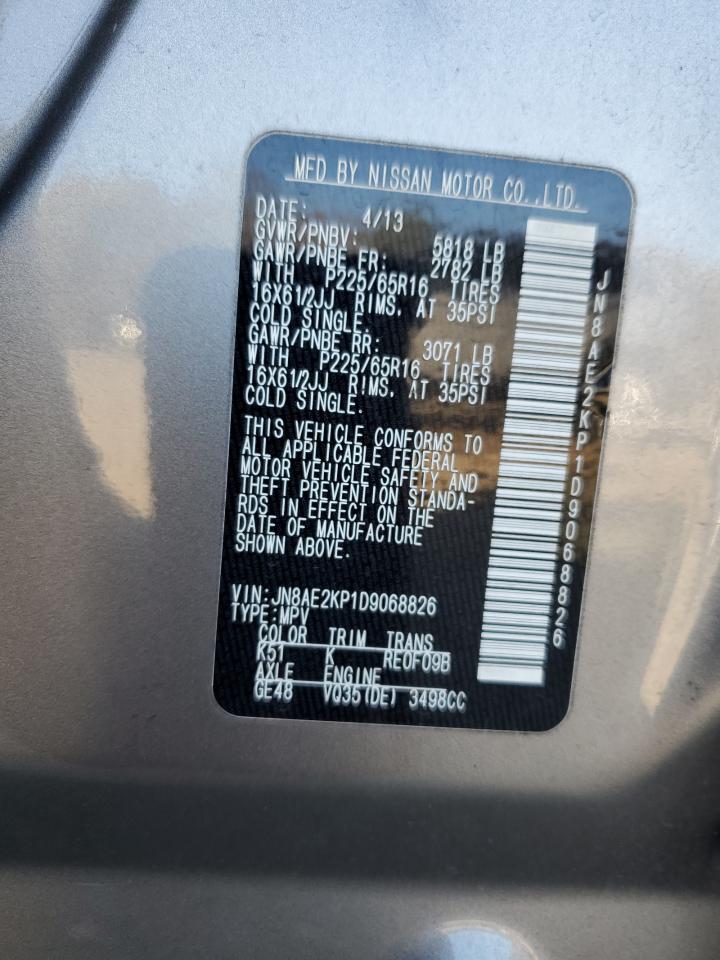 MFD BY NISSAN MOTOR CO.,LTD.
DATE: 4/13
GVWR/PNBV: 5818 LB
GAWR/PNBE FR: 2782 LB
WITH P225/65R16 TIRES
16X61/2JJ RIMS, AT 35PSI
COLD SINGLE.
GAWR/PNBE RR: 3071 LB
WITH P225/65R16 TIRES
16X61/2JJ RIMS, AT 35PSI
COLD SINGLE.
THIS VEHICLE CONFORMS TO
ALL APPLICABLE FEDERAL
MOTOR VEHICLE SAFETY AND
THEFT PREVENTION STANDA-
RDS IN EFFECT ON THE
DATE OF MANUFACTURE
SHOWN ABOVE.
VIN:JN8AE2KP1D9068826
TYPE:MPV
COLOR TRIM TRANS
K51 K RE0F09B
AXLE ENGINE
GE48 VQ35(DE) 3498CC
JN8AE2KP1D9068826